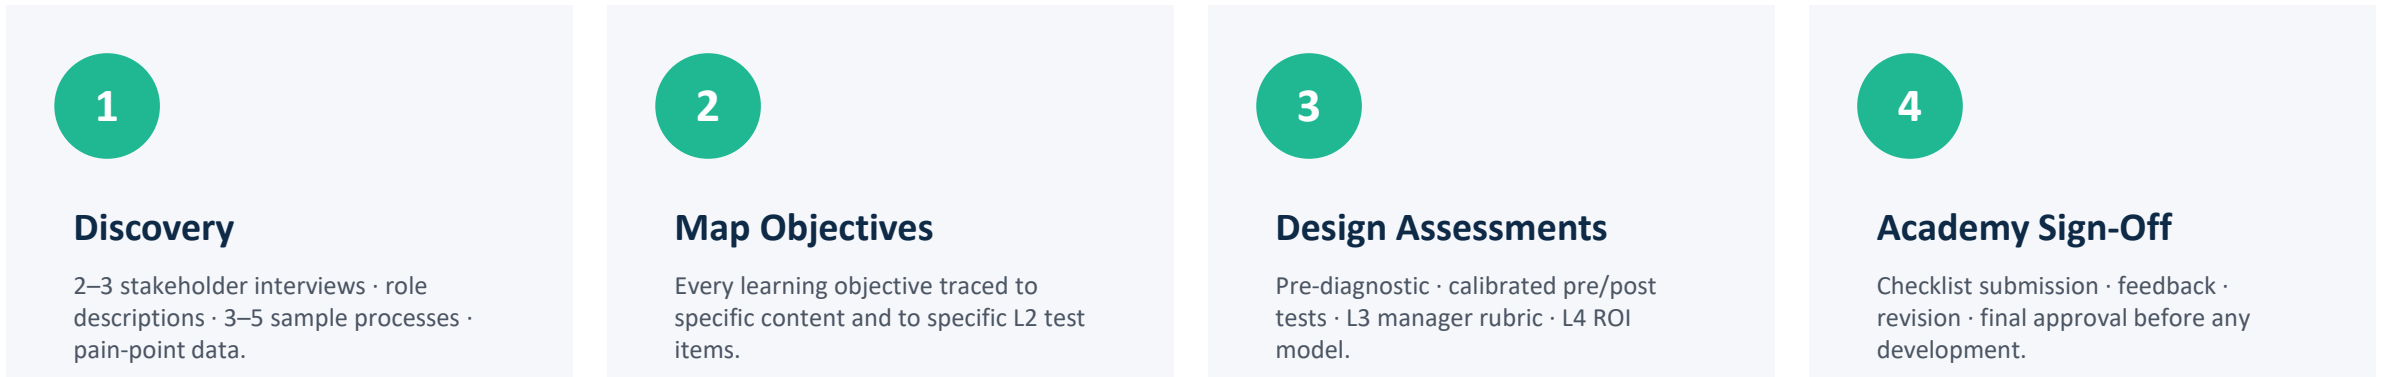 1
Discovery
2–3 stakeholder interviews · role
descriptions · 3–5 sample processes ·
pain-point data.
2
Map Objectives
Every learning objective traced to
specific content and to specific L2 test
items.
3
Design Assessments
Pre-diagnostic · calibrated pre/post
tests · L3 manager rubric · L4 ROI
model.
4
Academy Sign-Off
Checklist submission · feedback ·
revision · final approval before any
development.